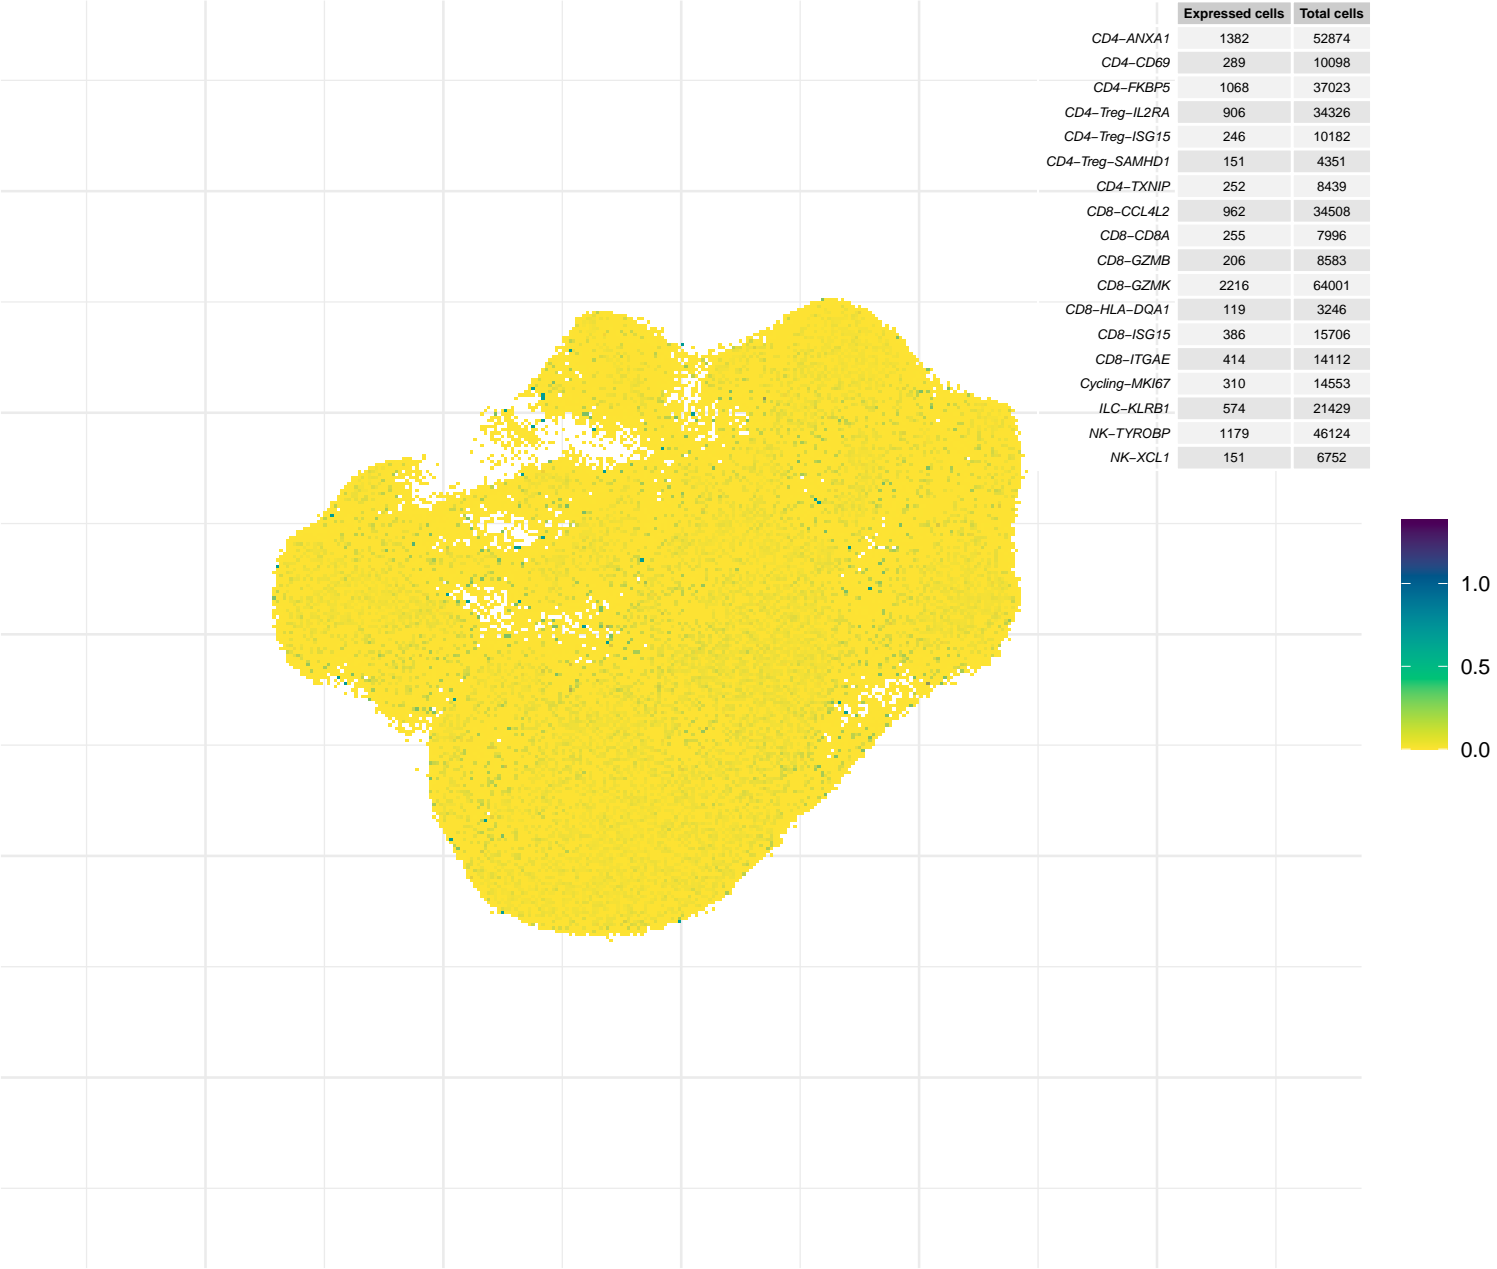 Expressed cells Total cells
CD4−ANXA1 1382 52874
CD4−CD69 289 10098
CD4−FKBP5 1068 37023
CD4−Treg−IL2RA 906 34326
CD4−Treg−ISG15 246 10182
CD4−Treg−SAMHD1 151 4351
CD4−TXNIP 252 8439
CD8−CCL4L2 962 34508
CD8−CD8A 255 7996
CD8−GZMB 206 8583
CD8−GZMK 2216 64001
CD8−HLA−DQA1 119 3246
CD8−ISG15 386 15706
CD8−ITGAE 414 14112
Cycling−MKI67 310 14553
ILC−KLRB1 574 21429
NK−TYROBP 1179 46124
NK−XCL1 151 6752
1.0
0.5
0.0